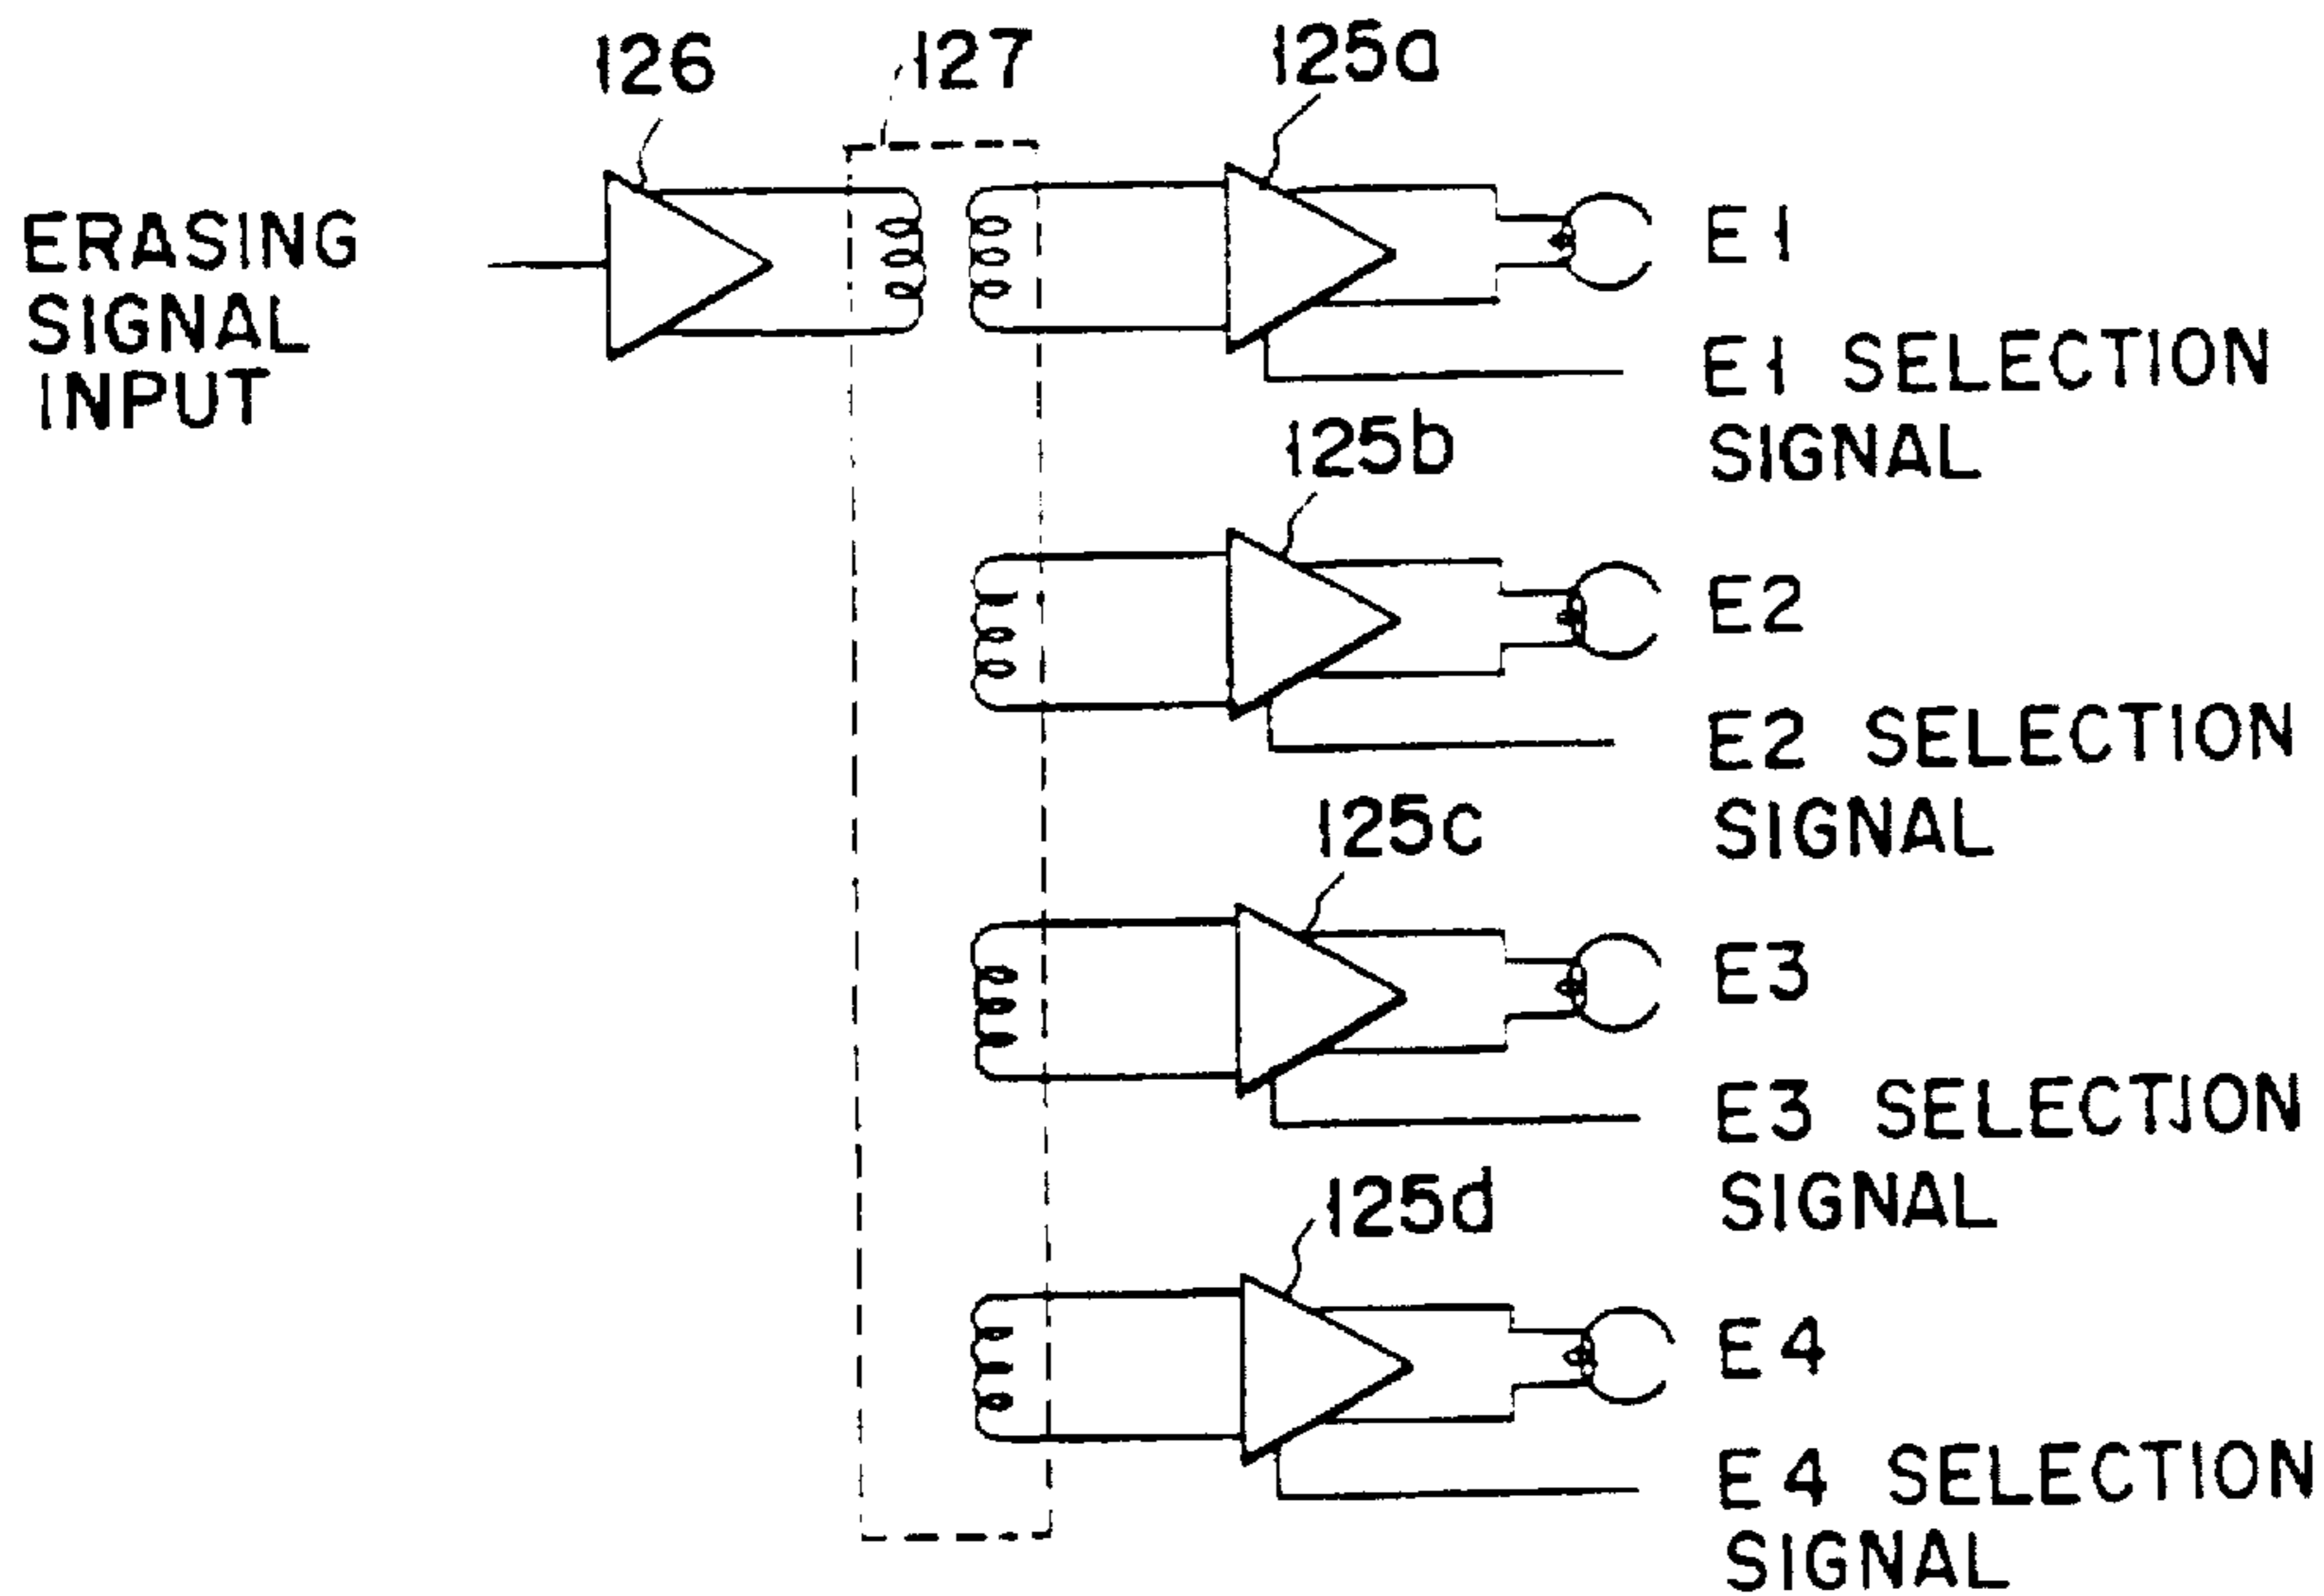 126
127
125a
ERASING
SIGNAL
INPUT
E1
E1 SELECTION
SIGNAL
125b
E2
E2 SELECTION
SIGNAL
125c
E3
E3 SELECTION
SIGNAL
125d
E4
E4 SELECTION
SIGNAL